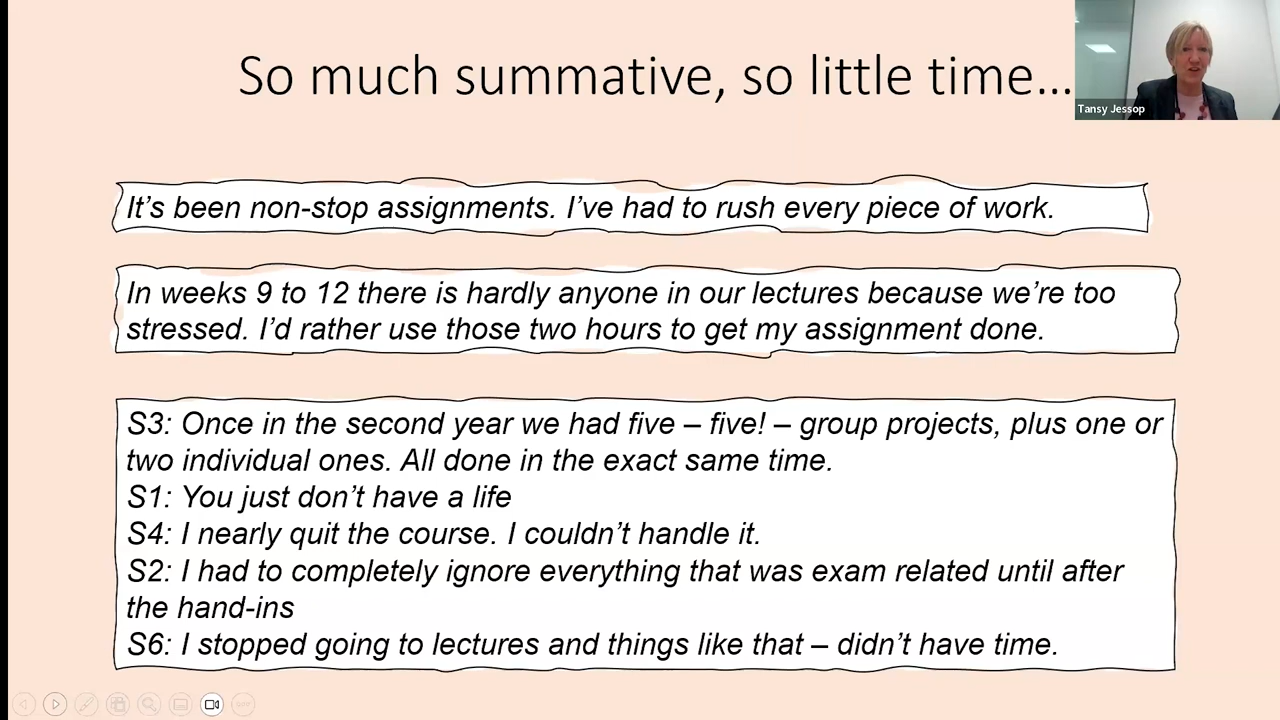 So much summative, so little time...
Tansy Jessop
It's been non-stop assignments. I've had to rush every piece of work.
In weeks 9 to 12 there is hardly anyone in our lectures because we're too
stressed. I'd rather use those two hours to get my assignment done.
S3: Once in the second year we had five – five! – group projects, plus one or
two individual ones. All done in the exact same time.
S1: You just don't have a life
S4: I nearly quit the course. I couldn't handle it.
S2: I had to completely ignore everything that was exam related until after
the hand-ins
S6: I stopped going to lectures and things like that – didn't have time.